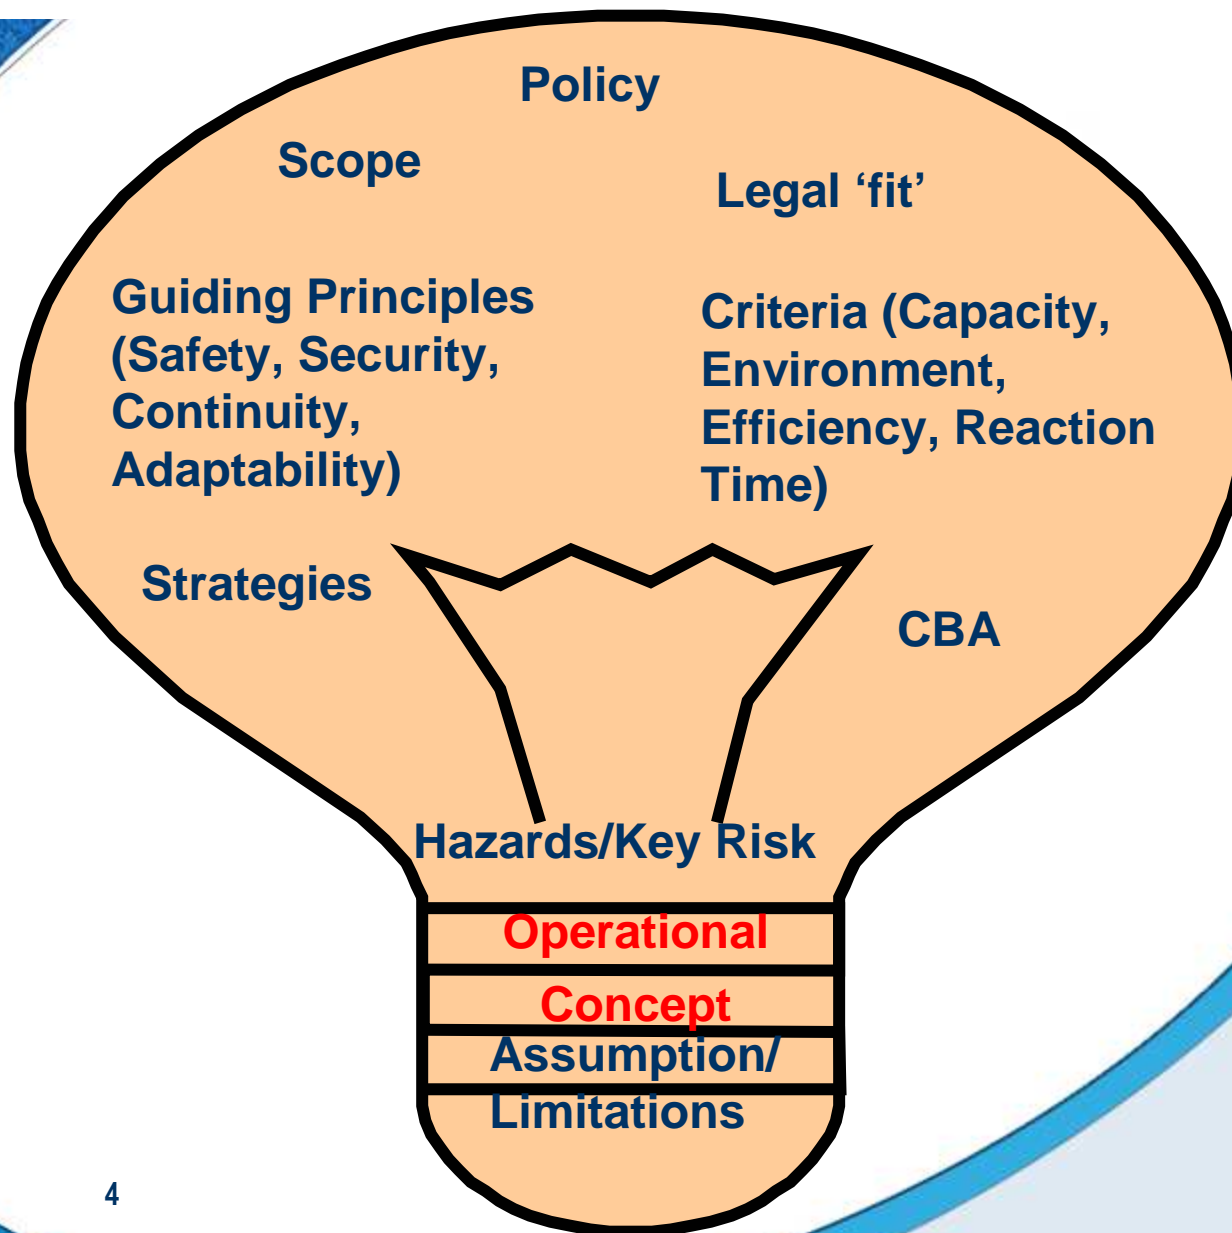 Policy
Scope
Legal ‘fit’
Guiding Principles
(Safety, Security,
Continuity,
Adaptability)
Criteria (Capacity,
Environment,
Efficiency, Reaction
Time)
Strategies
CBA
Hazards/Key Risk
Operational
Concept
Assumption/
Limitations
4